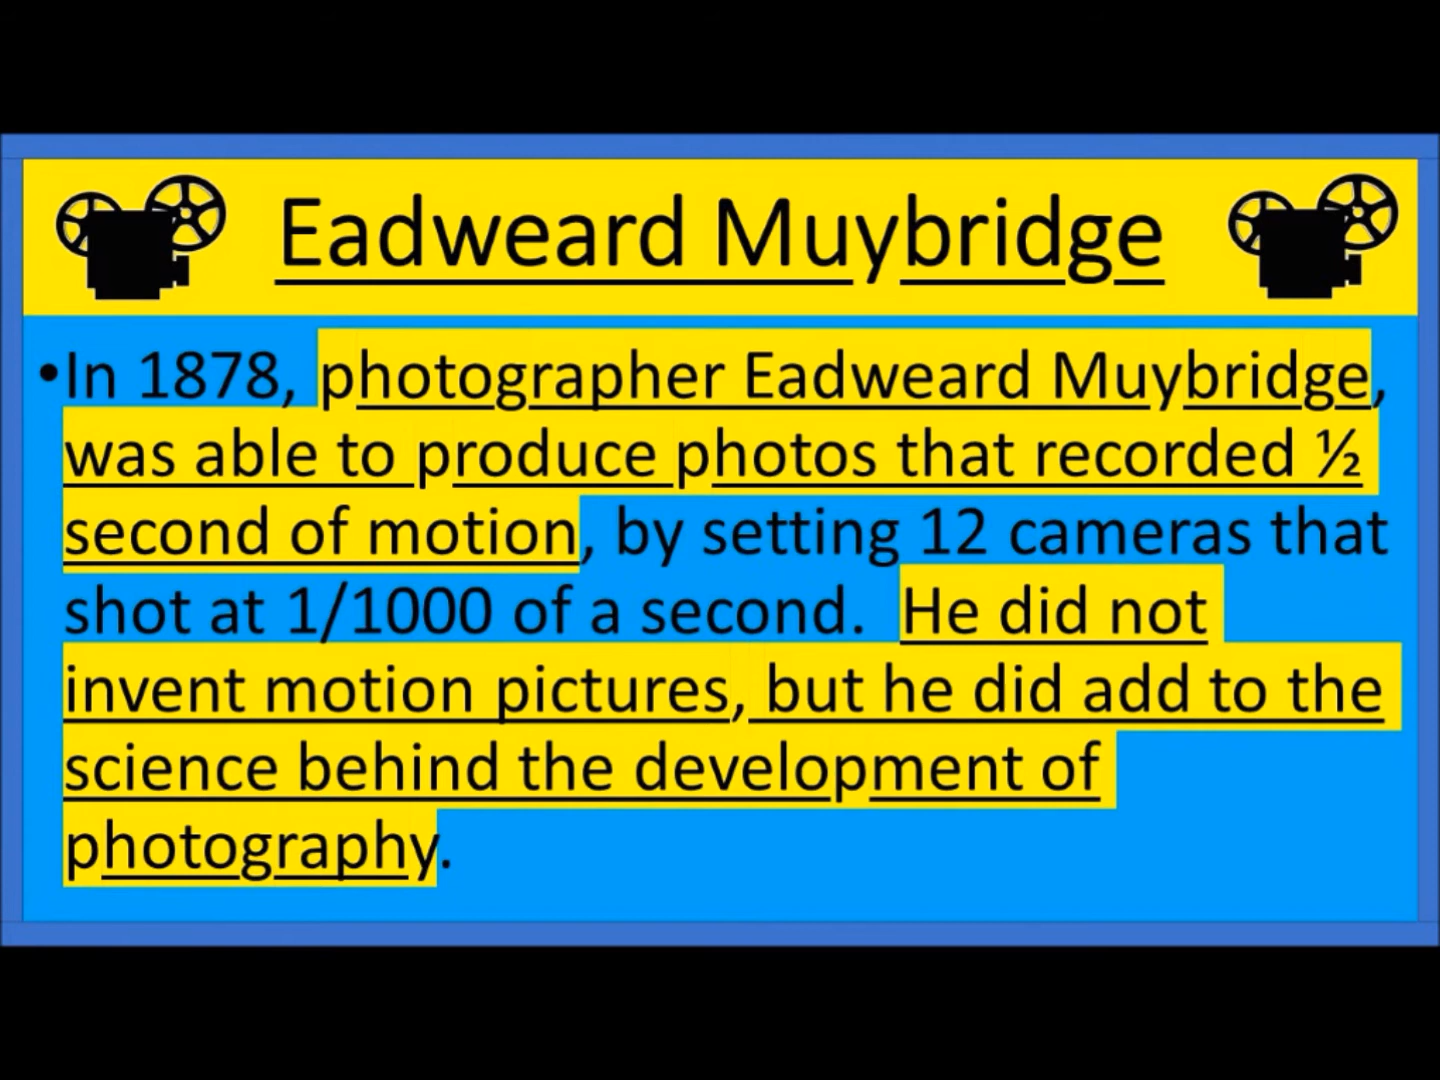 Eadweard Muybridge
•In 1878, photographer Eadweard Muybridge,
was able to produce photos that recorded ½
second of motion, by setting 12 cameras that
shot at 1/1000 of a second.  He did not
invent motion pictures, but he did add to the
science behind the development of
photography.